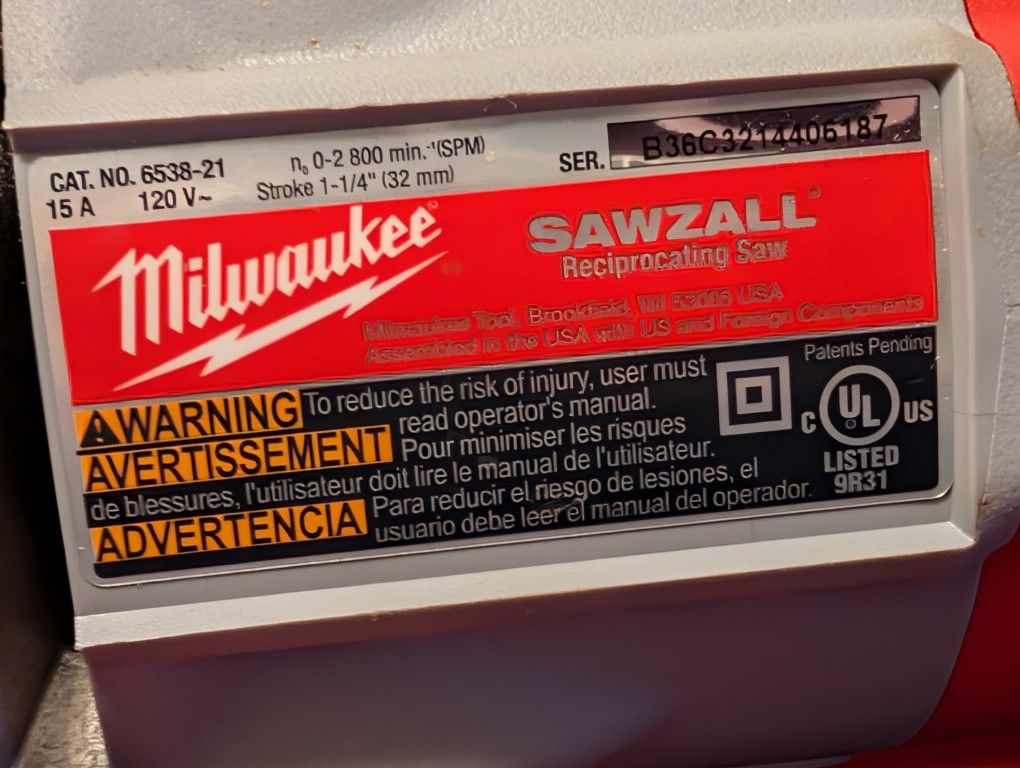 CAT. NO. 6538-21
15 A 120 V~
n₀ 0-2 800 min.⁻¹(SPM)
Stroke 1-1/4" (32 mm)
SER. B36C3214406187
Milwaukee®
SAWZALL®
Reciprocating Saw
Milwaukee Tool, Brookfield, WI 53005 USA
Assembled in the USA with US and Foreign Components
WARNING To reduce the risk of injury, user must
read operator's manual.
AVERTISSEMENT Pour minimiser les risques
de blessures, l'utilisateur doit lire le manuel de l'utilisateur.
ADVERTENCIA Para reducir el riesgo de lesiones, el
usuario debe leer el manual del operador.
Patents Pending
C UL US
LISTED
9R31